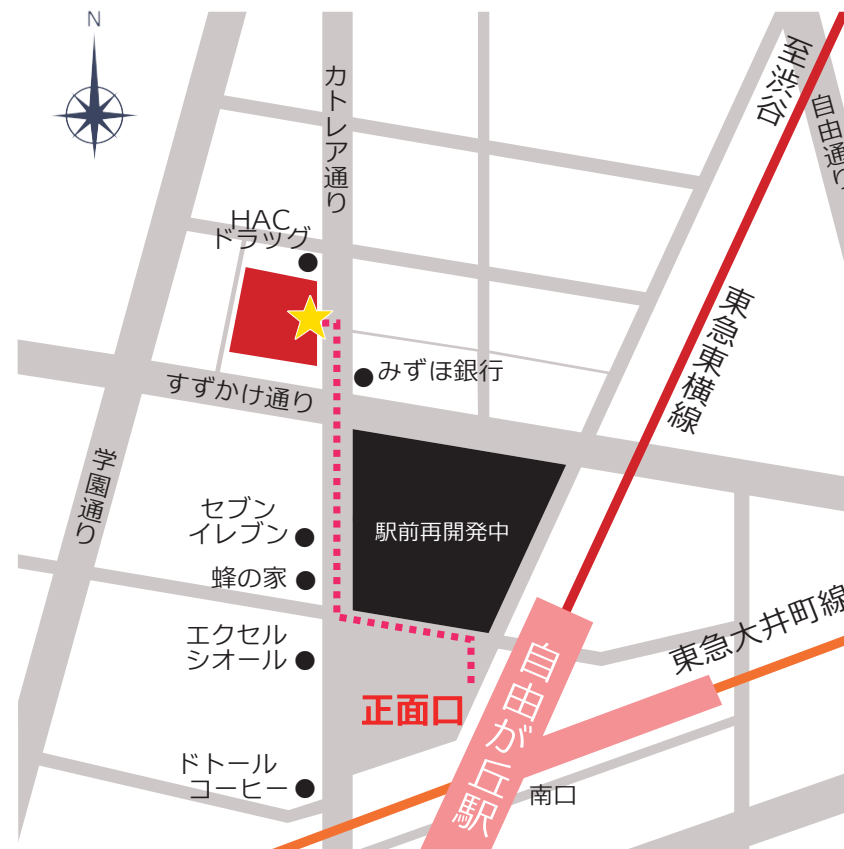 N
カトレア通り
至渋谷
自由通り
HAC
ドラッグ
東急東横線
みずほ銀行
すずかけ通り
学園通り
セブン
イレブン
駅前再開発中
蜂の家
エクセル
シオール
東急大井町線
正面口
自由が丘駅
ドトール
コーヒー
南口